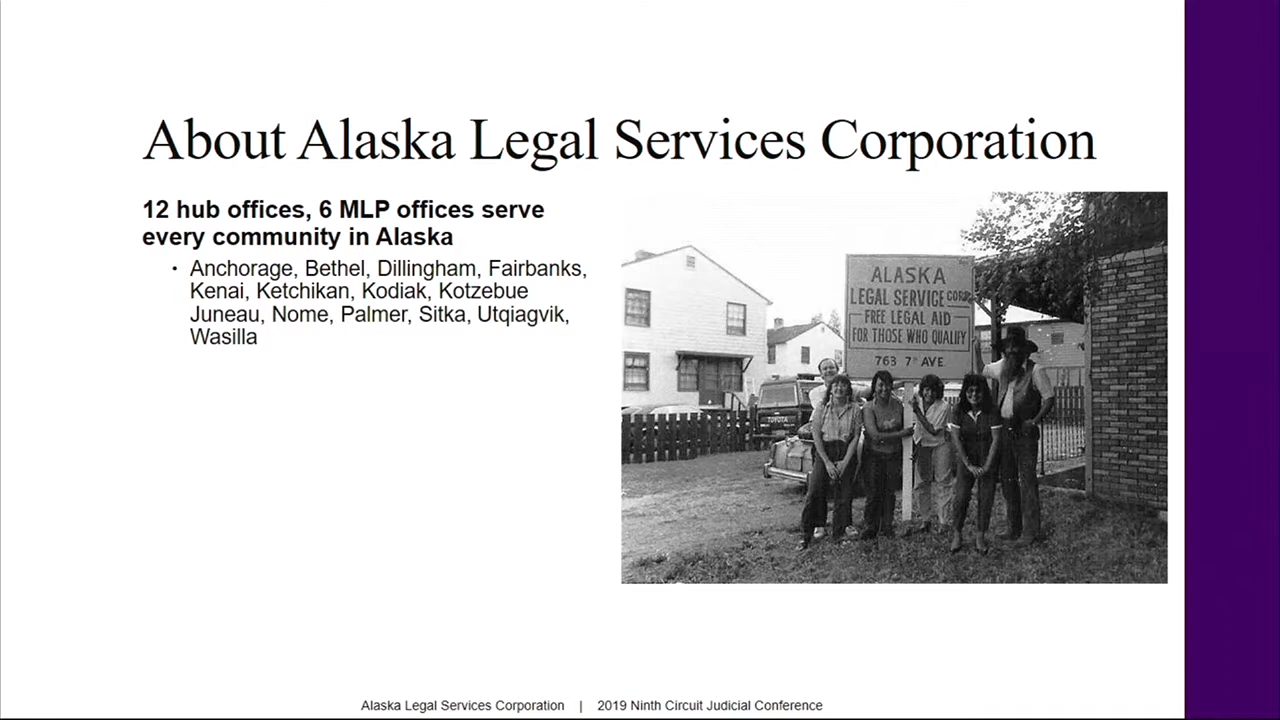 About Alaska Legal Services Corporation
12 hub offices, 6 MLP offices serve
every community in Alaska
• Anchorage, Bethel, Dillingham, Fairbanks,
Kenai, Ketchikan, Kodiak, Kotzebue
Juneau, Nome, Palmer, Sitka, Utqiagvik,
Wasilla
ALASKA
LEGAL SERVICE CORP.
FREE LEGAL AID
FOR THOSE WHO QUALIFY
763 7th AVE
TOYOTA
Alaska Legal Services Corporation | 2019 Ninth Circuit Judicial Conference